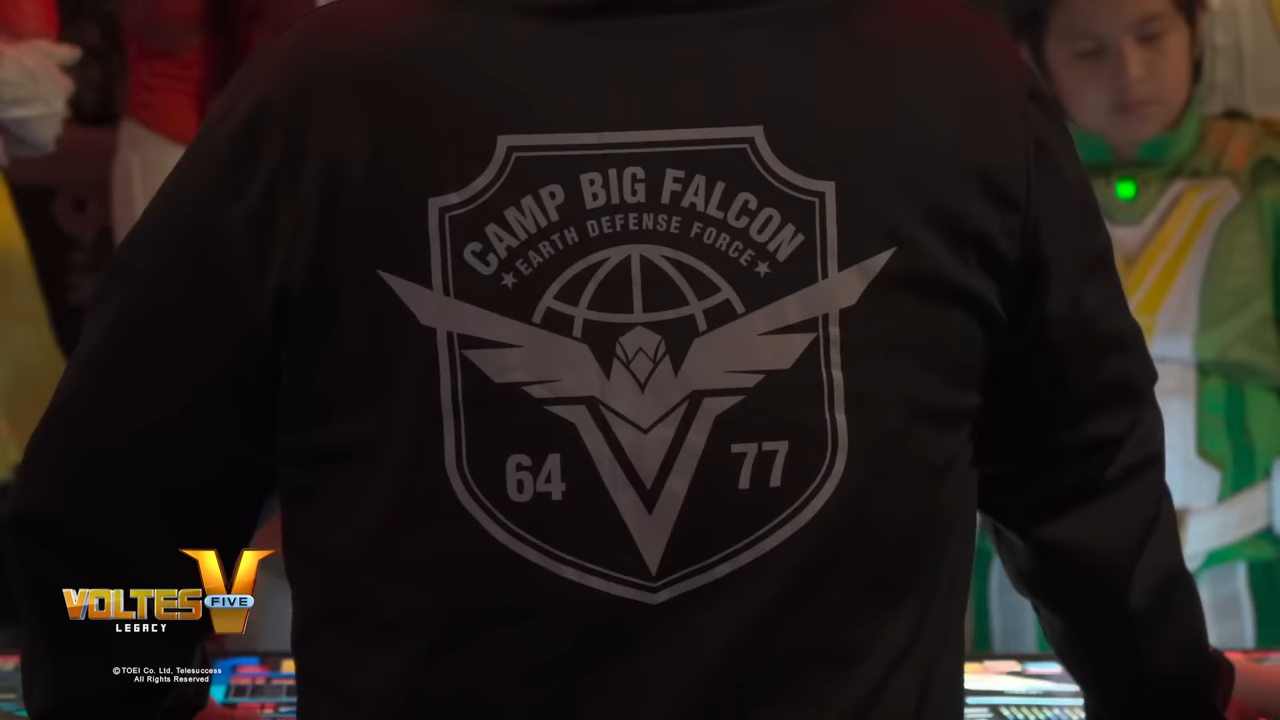 CAMP BIG FALCON
★EARTH DEFENSE FORCE★
64 77
VOLTES V
FIVE
LEGACY
©TOEI Co. Ltd, Telesuccess
All Rights Reserved